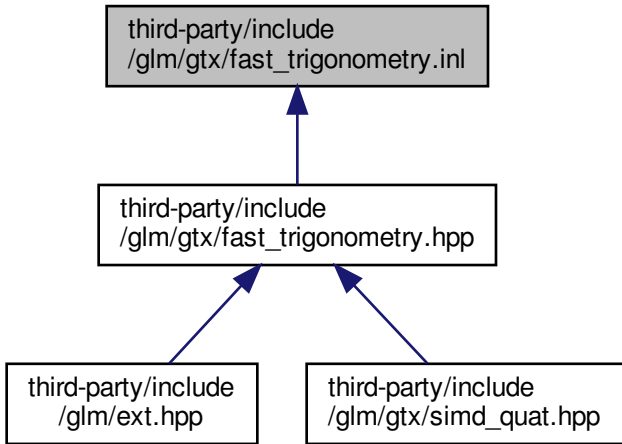 third-party/include
/glm/gtx/fast_trigonometry.inl
third-party/include
/glm/gtx/fast_trigonometry.hpp
third-party/include
/glm/ext.hpp
third-party/include
/glm/gtx/simd_quat.hpp